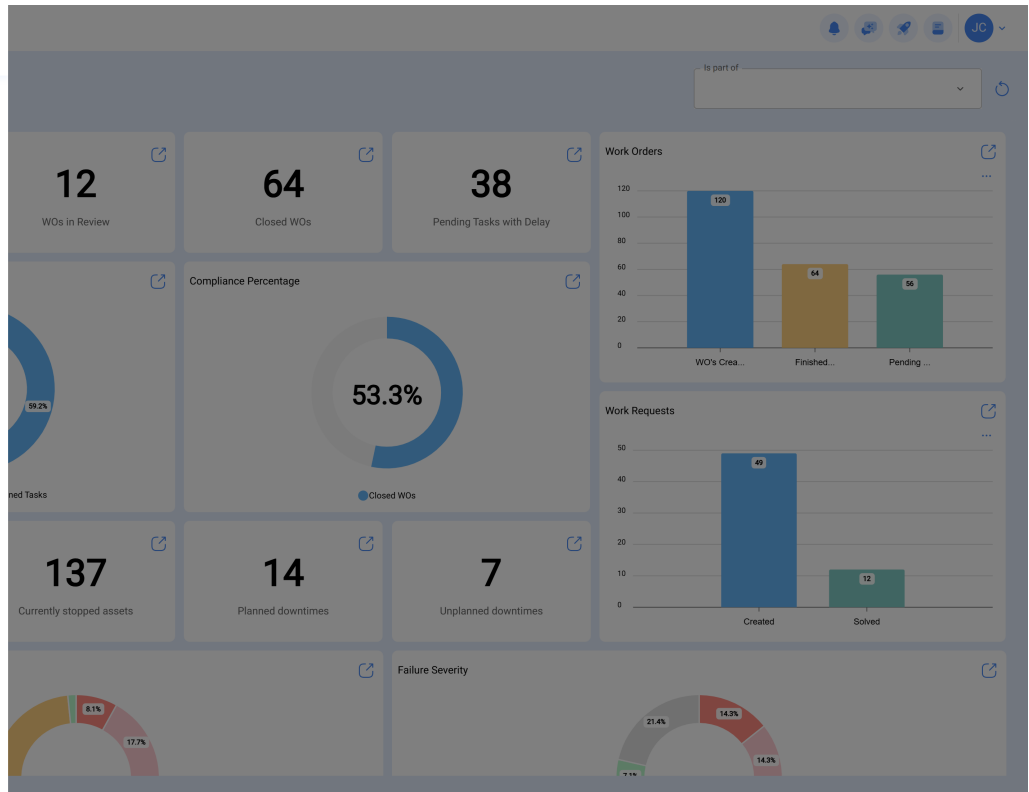 JC
Is part of
12
WOs in Review
64
Closed WOs
38
Pending Tasks with Delay
Work Orders
...
120
100
80
60
40
20
0
120
64
56
WO's Crea...
Finished...
Pending ...
59.2%
ned Tasks
Compliance Percentage
53.3%
Closed WOs
Work Requests
...
50
40
30
20
10
0
49
12
Created
Solved
137
Currently stopped assets
14
Planned downtimes
7
Unplanned downtimes
8.1%
17.7%
Failure Severity
21.4%
14.3%
14.3%
7.1%